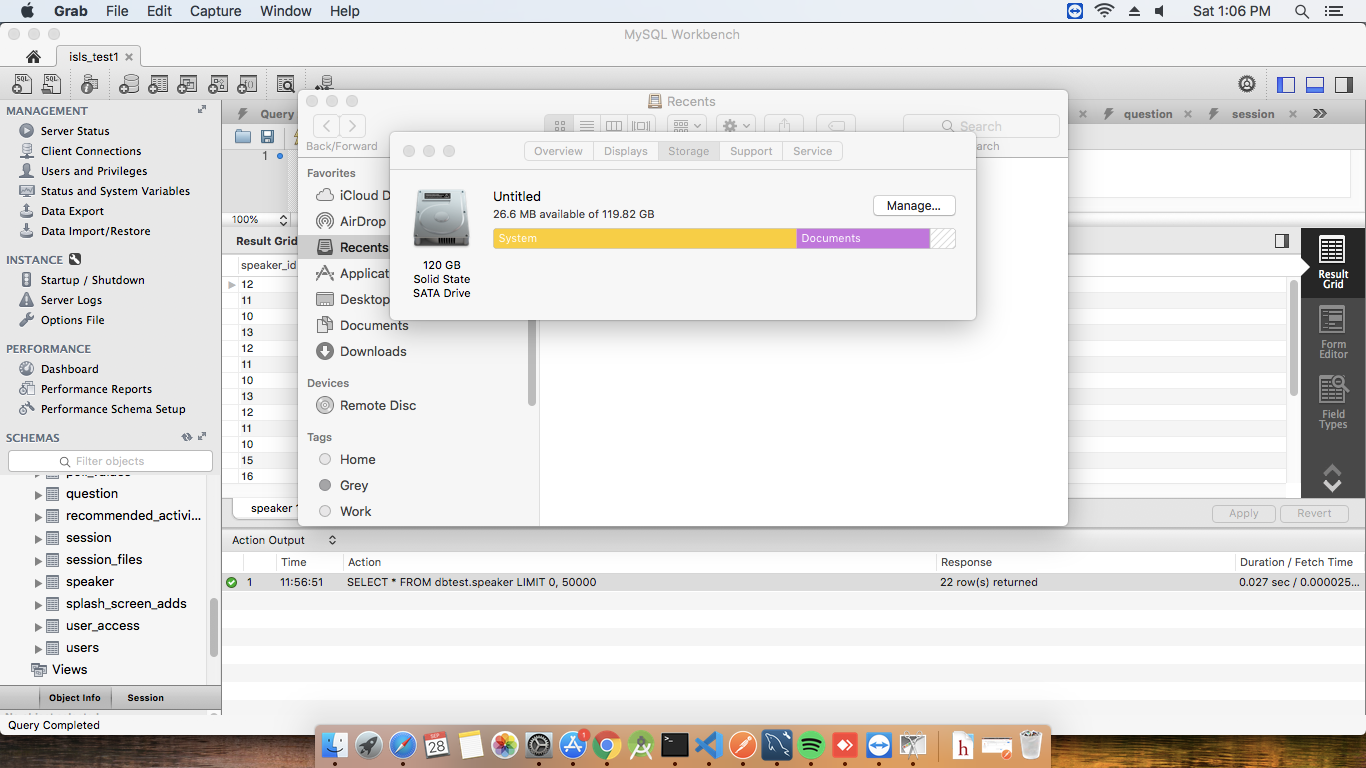 Grab File Edit Capture Window Help Sat 1:06 PM
MySQL Workbench
isls_test1
MANAGEMENT
Server Status
Client Connections
Users and Privileges
Status and System Variables
Data Export
Data Import/Restore
INSTANCE
Startup / Shutdown
Server Logs
Options File
PERFORMANCE
Dashboard
Performance Reports
Performance Schema Setup
SCHEMAS
Filter objects
question
recommended_activi...
session
session_files
speaker
splash_screen_adds
user_access
users
Views
Object Info Session
Query Completed
Query
question
session
1
100%
Result Grid
speaker_id
12
11
10
13
12
11
10
13
12
11
10
15
16
speaker
Recents
Back/Forward
Search
Favorites
iCloud D
AirDrop
Recents
Applicat
Desktop
Documents
Downloads
Devices
Remote Disc
Tags
Home
Grey
Work
Overview Displays Storage Support Service
Untitled
26.6 MB available of 119.82 GB
Manage...
System Documents
120 GB
Solid State
SATA Drive
Result
Grid
Form
Editor
Field
Types
Apply Revert
Action Output
Time Action Response Duration / Fetch Time
1 11:56:51 SELECT * FROM dbtest.speaker LIMIT 0, 50000 22 row(s) returned 0.027 sec / 0.000025...
SEP
28
1
h